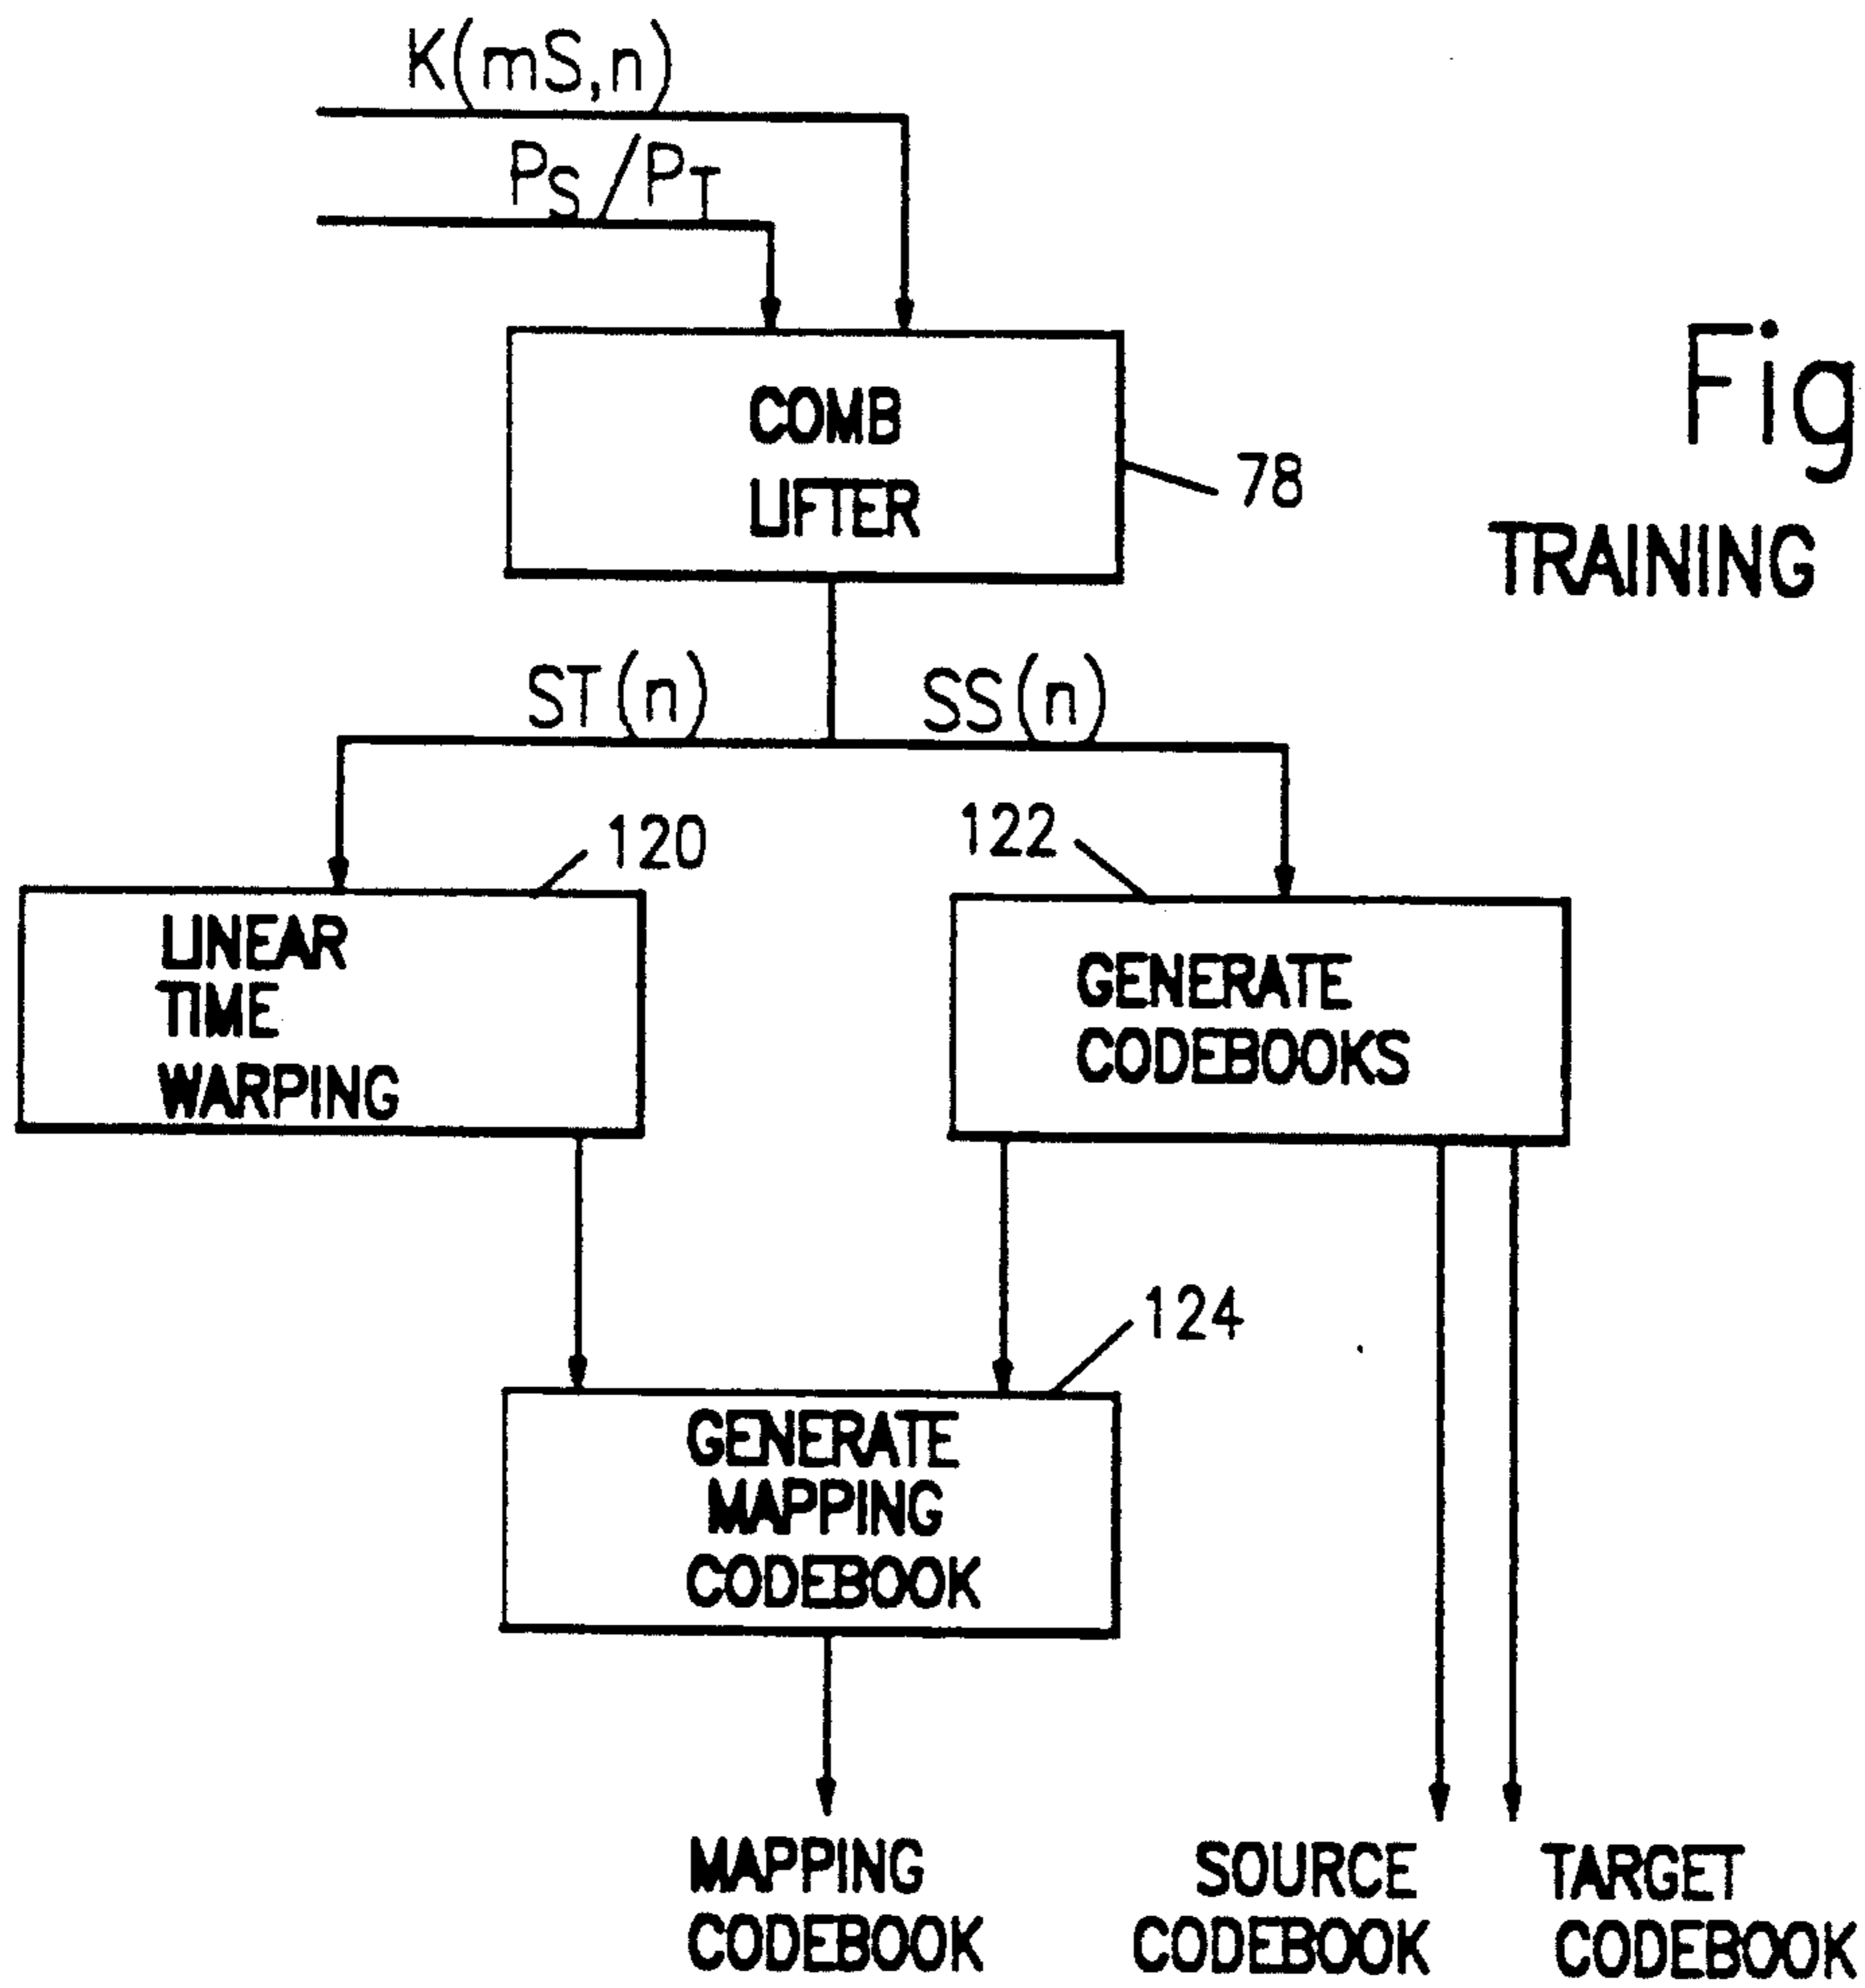 K(mS,n)
PS/PT
COMB
LIFTER
78
Fig
TRAINING
ST(n)
SS(n)
120
122
LINEAR
TIME
WARPING
GENERATE
CODEBOOKS
124
GENERATE
MAPPING
CODEBOOK
MAPPING
CODEBOOK
SOURCE
CODEBOOK
TARGET
CODEBOOK